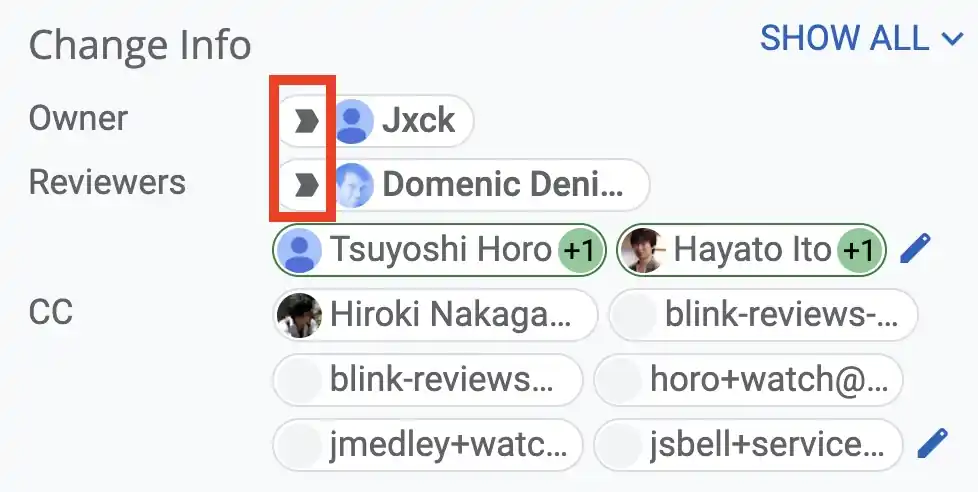 Change Info SHOW ALL
Owner Jxck
Reviewers Domenic Deni...
Tsuyoshi Horo +1 Hayato Ito +1
CC Hiroki Nakaga... blink-reviews-...
blink-reviews... horo+watch@...
jmedley+watc... jsbell+service...